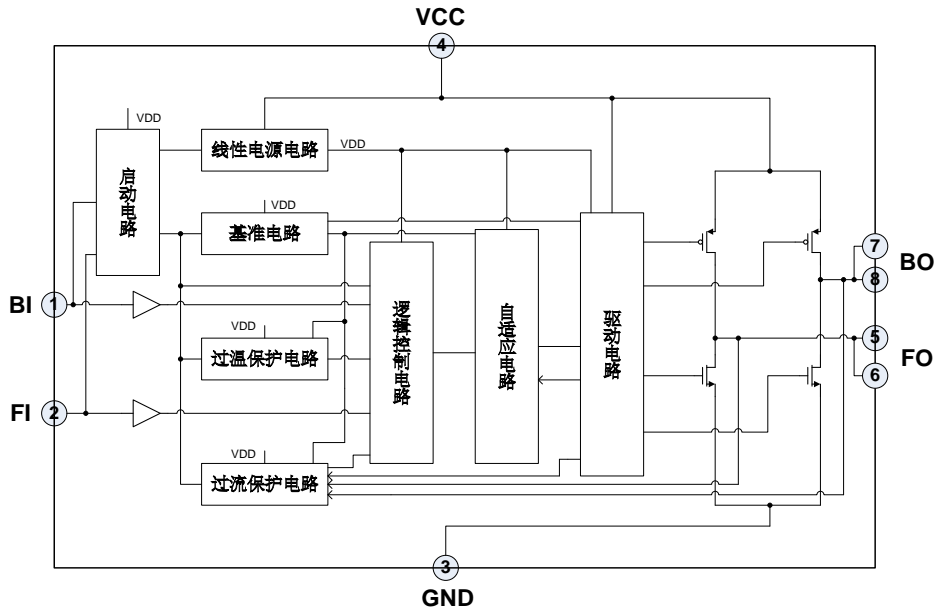 VCC
4
VDD
线性电源电路
VDD
启动电路
VDD
基准电路
7
BO
8
BI
1
逻辑控制电路
自适应电路
驱动电路
VDD
过温保护电路
5
FO
6
FI
2
VDD
过流保护电路
3
GND